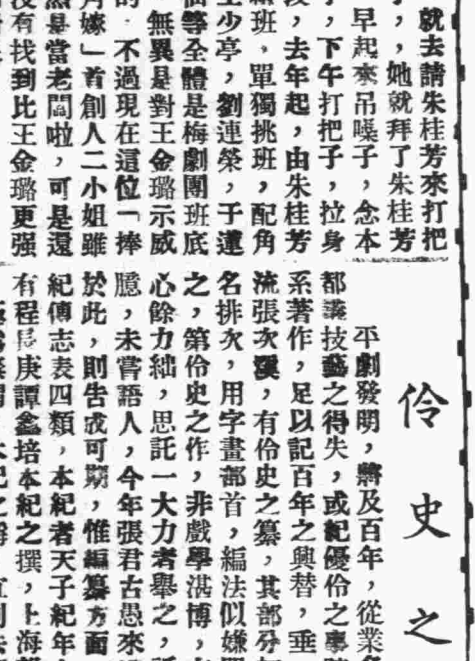 就去請朱桂芳來打把
，她就拜了朱桂芳
早起來吊嗓子，念本
，下午打把子，拉身
段，去年起，由朱桂芳
組班，單獨挑班，配角
王少亭，劉連榮，于蓮
等全體是梅劇團班底
無異是對王金璐示威
的，不過現在這位「捧
月嫁」首創人二小姐雖
然是當老闆啦，可是還
沒有找到比王金璐更强
伶史之
平劇發明，將及百年，從業
都談技藝之得失，或紀優伶之事
系著作，足以記百年之興替，垂
流張次溪，有伶史之纂，其部分
名排次，用字畫部首，編法似嫌
之，第伶史之作，非戲學湛博，
心餘力絀，思託一大力者舉之，
臆，未嘗語人，今年張君古愚來
於此，則告成可期，惟編纂方面
紀傳志表四類，本紀者天子紀年
有程長庚譚鑫培本紀之撰，上海